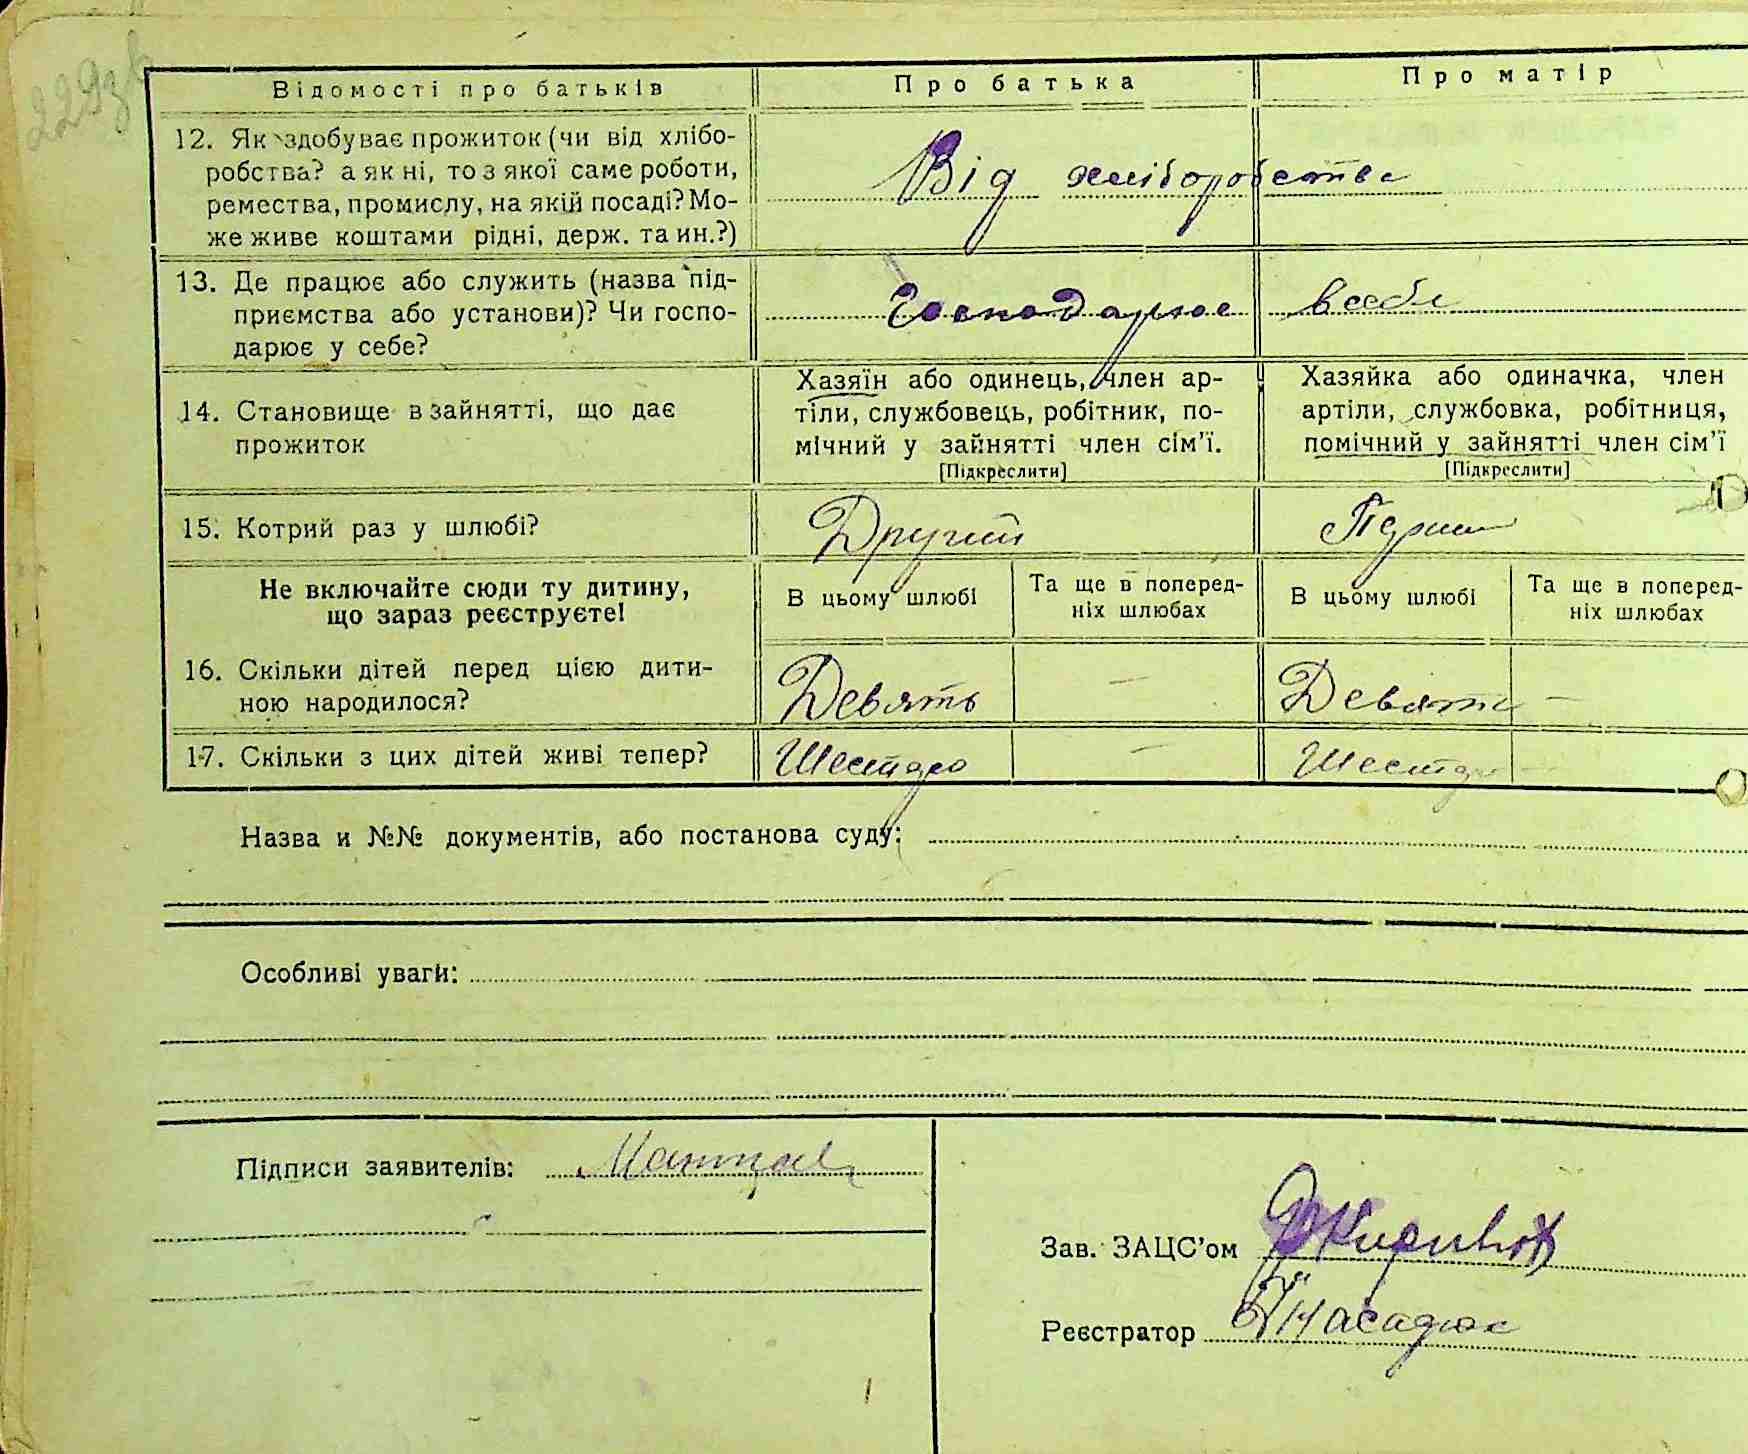 229зв
Відомості про батьків
Про батька
Про матір
12. Як здобуває прожиток (чи від хлібо-
робства? а як ні, то з якої саме роботи,
ремества, промислу, на якій посаді? Мо-
же живе коштами рідні, держ. та ин.?)
Від хліборобства
13. Де працює або служить (назва під-
приємства або установи)? Чи госпо-
дарює у себе?
Господарює в себе
14. Становище в зайнятті, що дає
прожиток
Хазяїн або одинець, член ар-
тіли, службовець, робітник, по-
мічний у зайнятті член сім'ї.
[Підкреслити]
Хазяйка або одиначка, член
артіли, службовка, робітниця,
помічний у зайнятті член сім'ї
[Підкреслити]
15. Котрий раз у шлюбі?
Другий
Не включайте сюди ту дитину,
що зараз реєструєте!
В цьому шлюбі
Та ще в поперед-
ніх шлюбах
В цьому шлюбі
Та ще в поперед-
ніх шлюбах
16. Скільки дітей перед цією дити-
ною народилося?
Девять
—
Девять
—
17. Скільки з цих дітей живі тепер?
Шестеро
—
Шестеро
—
Назва и №№ документів, або постанова суду:
Особливі уваги:
Підписи заявителів:
Зав. ЗАЦС'ом
Реєстратор